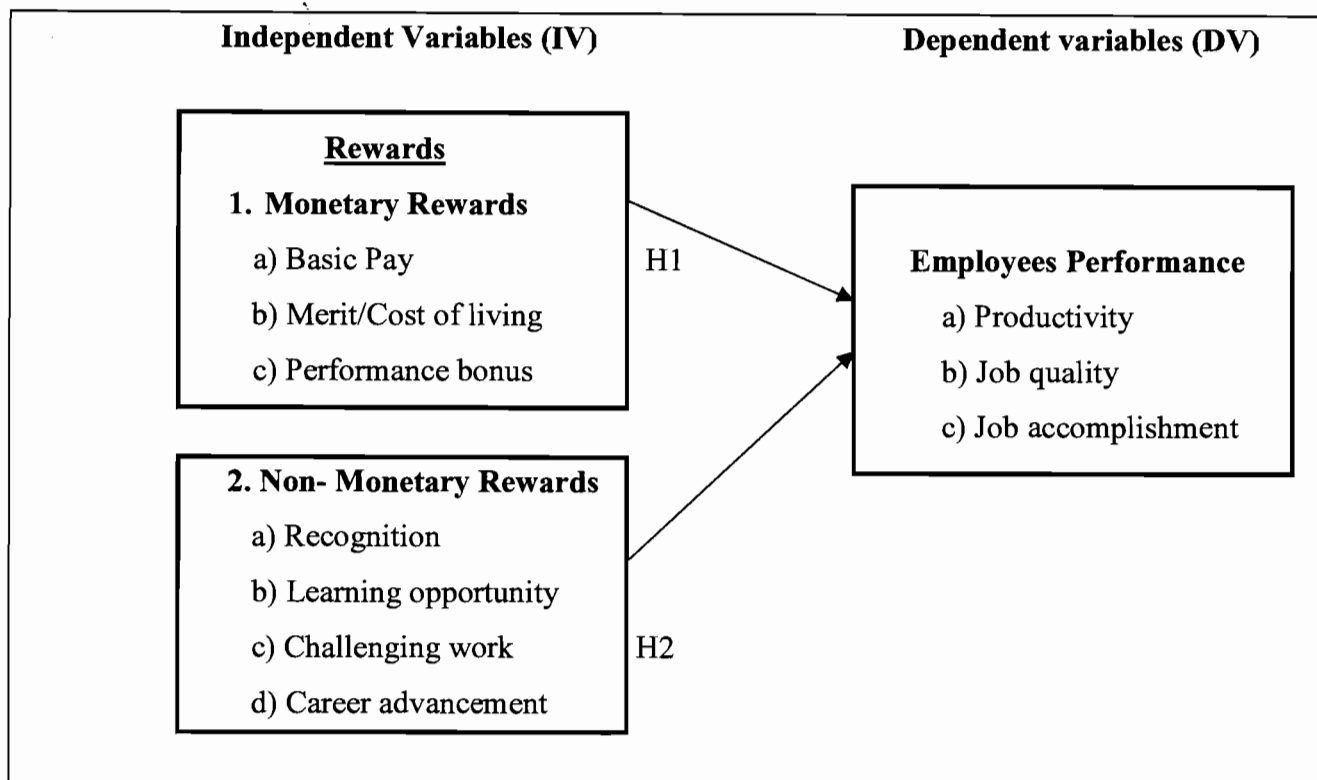 Independent Variables (IV)
Dependent variables (DV)
Rewards
1. Monetary Rewards
a) Basic Pay
b) Merit/Cost of living
c) Performance bonus
H1
2. Non- Monetary Rewards
a) Recognition
b) Learning opportunity
c) Challenging work
d) Career advancement
H2
Employees Performance
a) Productivity
b) Job quality
c) Job accomplishment